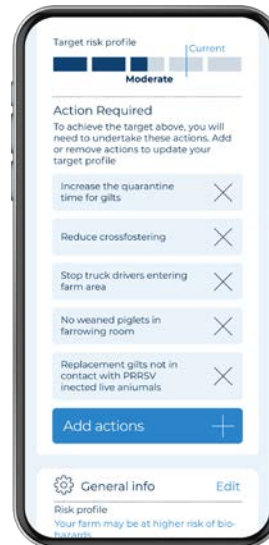 Target risk profile
Current
Moderate
Action Required
To achieve the target above, you will
need to undertake these actions. Add
or remove actions to update your
target profile
Increase the quarantine
time for gilts
Reduce crossfostering
Stop truck drivers entering
farm area
No weaned piglets in
farrowing room
Replacement gilts not in
contact with PRRSV
inected live aniumals
Add actions
General info
Edit
Risk profile
Your farm may be at higher risk of bio-
hazards